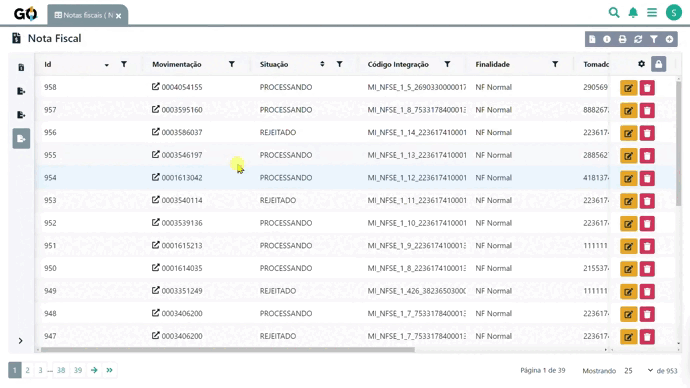 GO
Notas fiscais ( N
S
Nota Fiscal
Id Movimentação Situação Código Integração Finalidade Tomado
958 0004054155 PROCESSANDO MI_NFSE_1_5_2690330000017 NF Normal 290569
957 0003595160 PROCESSANDO MI_NFSE_1_8_7533178400013 NF Normal 888267
956 0003586037 REJEITADO MI_NFSE_1_14_223617410001 NF Normal 223617
955 0003546197 PROCESSANDO MI_NFSE_1_13_223617410001 NF Normal 288562
954 0001613042 PROCESSANDO MI_NFSE_1_12_223617410001 NF Normal 418137
953 0003540114 REJEITADO MI_NFSE_1_11_223617410001 NF Normal 223617
952 0003539136 PROCESSANDO MI_NFSE_1_10_223617410001 NF Normal 223617
951 0001615213 PROCESSANDO MI_NFSE_1_9_2236174100013 NF Normal 111111
950 0001614035 PROCESSANDO MI_NFSE_1_8_2236174100013 NF Normal 215537
949 0003351249 REJEITADO MI_NFSE_1_426_38236503000 NF Normal 111111
948 0003406200 PROCESSANDO MI_NFSE_1_7_7533178400013 NF Normal 223617
947 0003406200 REJEITADO MI_NFSE_1_7_7533178400013 NF Normal 223617
1 2 3 ... 38 39 Página 1 de 39 Mostrando 25 de 953